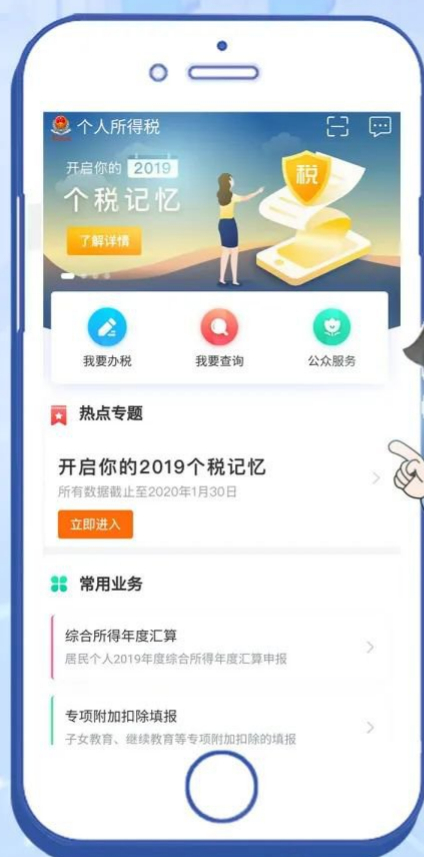 个人所得税
开启你的 2019
个税记忆
税
了解详情
我要办税
我要查询
公众服务
热点专题
开启你的2019个税记忆
所有数据截止至2020年1月30日
立即进入
常用业务
综合所得年度汇算
居民个人2019年度综合所得年度汇算申报
专项附加扣除填报
子女教育、继续教育等专项附加扣除的填报